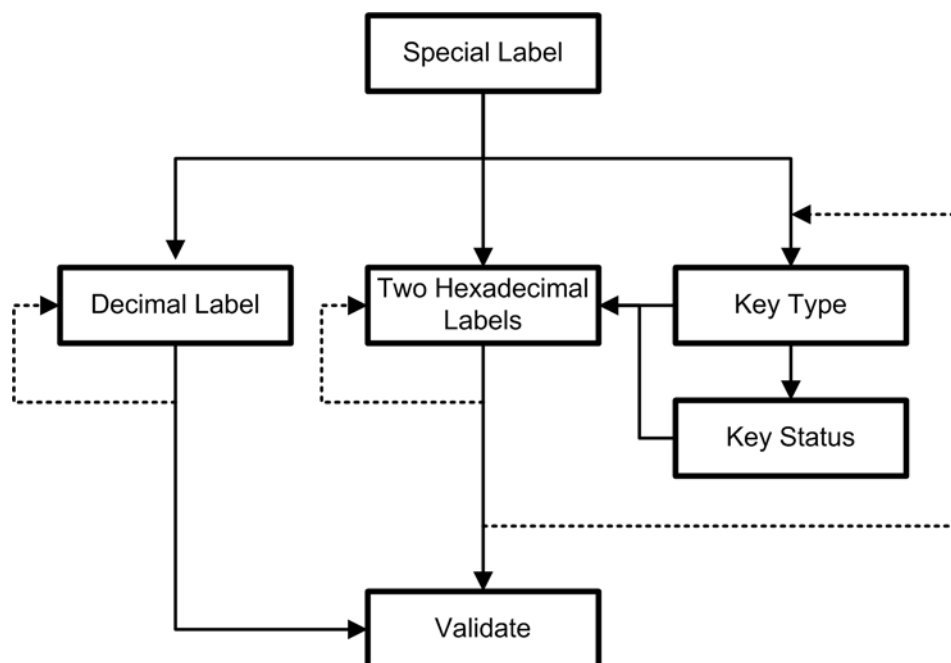 Special Label
Decimal Label
Two Hexadecimal
Labels
Key Type
Key Status
Validate